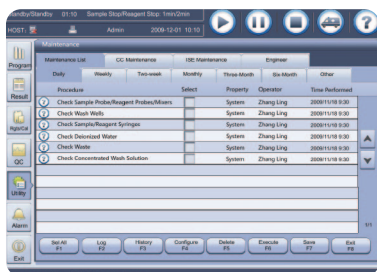 Standby/Standby 01:10 Sample Stop/Reagent Stop 1min/2min
HOST: Admin 2009-12-01 10:10
Maintenance
Maintenance List CC Maintenance ISE Maintenance Engineer
Daily Weekly Two-week Monthly Three-Month Six-Month Other
Procedure Select Property Operator Time Performed
Check Sample Probe/Reagent Probes/Mixers System Zhang Ling 2009/11/18 9:30
Check Wash Wells System Zhang Ling 2009/11/18 9:30
Check Sample/Reagent Syringes System Zhang Ling 2009/11/18 9:30
Check Deionized Water System Zhang Ling 2009/11/18 9:30
Check Waste System Zhang Ling 2009/11/18 9:30
Check Concentrated Wash Solution System Zhang Ling 2009/11/18 9:30
1/1
Program
Result
Rgts/Cal
QC
Utility
Alarm
Exit
Sel All F1 Log F2 History F3 Configure F4 Delete F5 Execute F6 Save F7 Exit F8